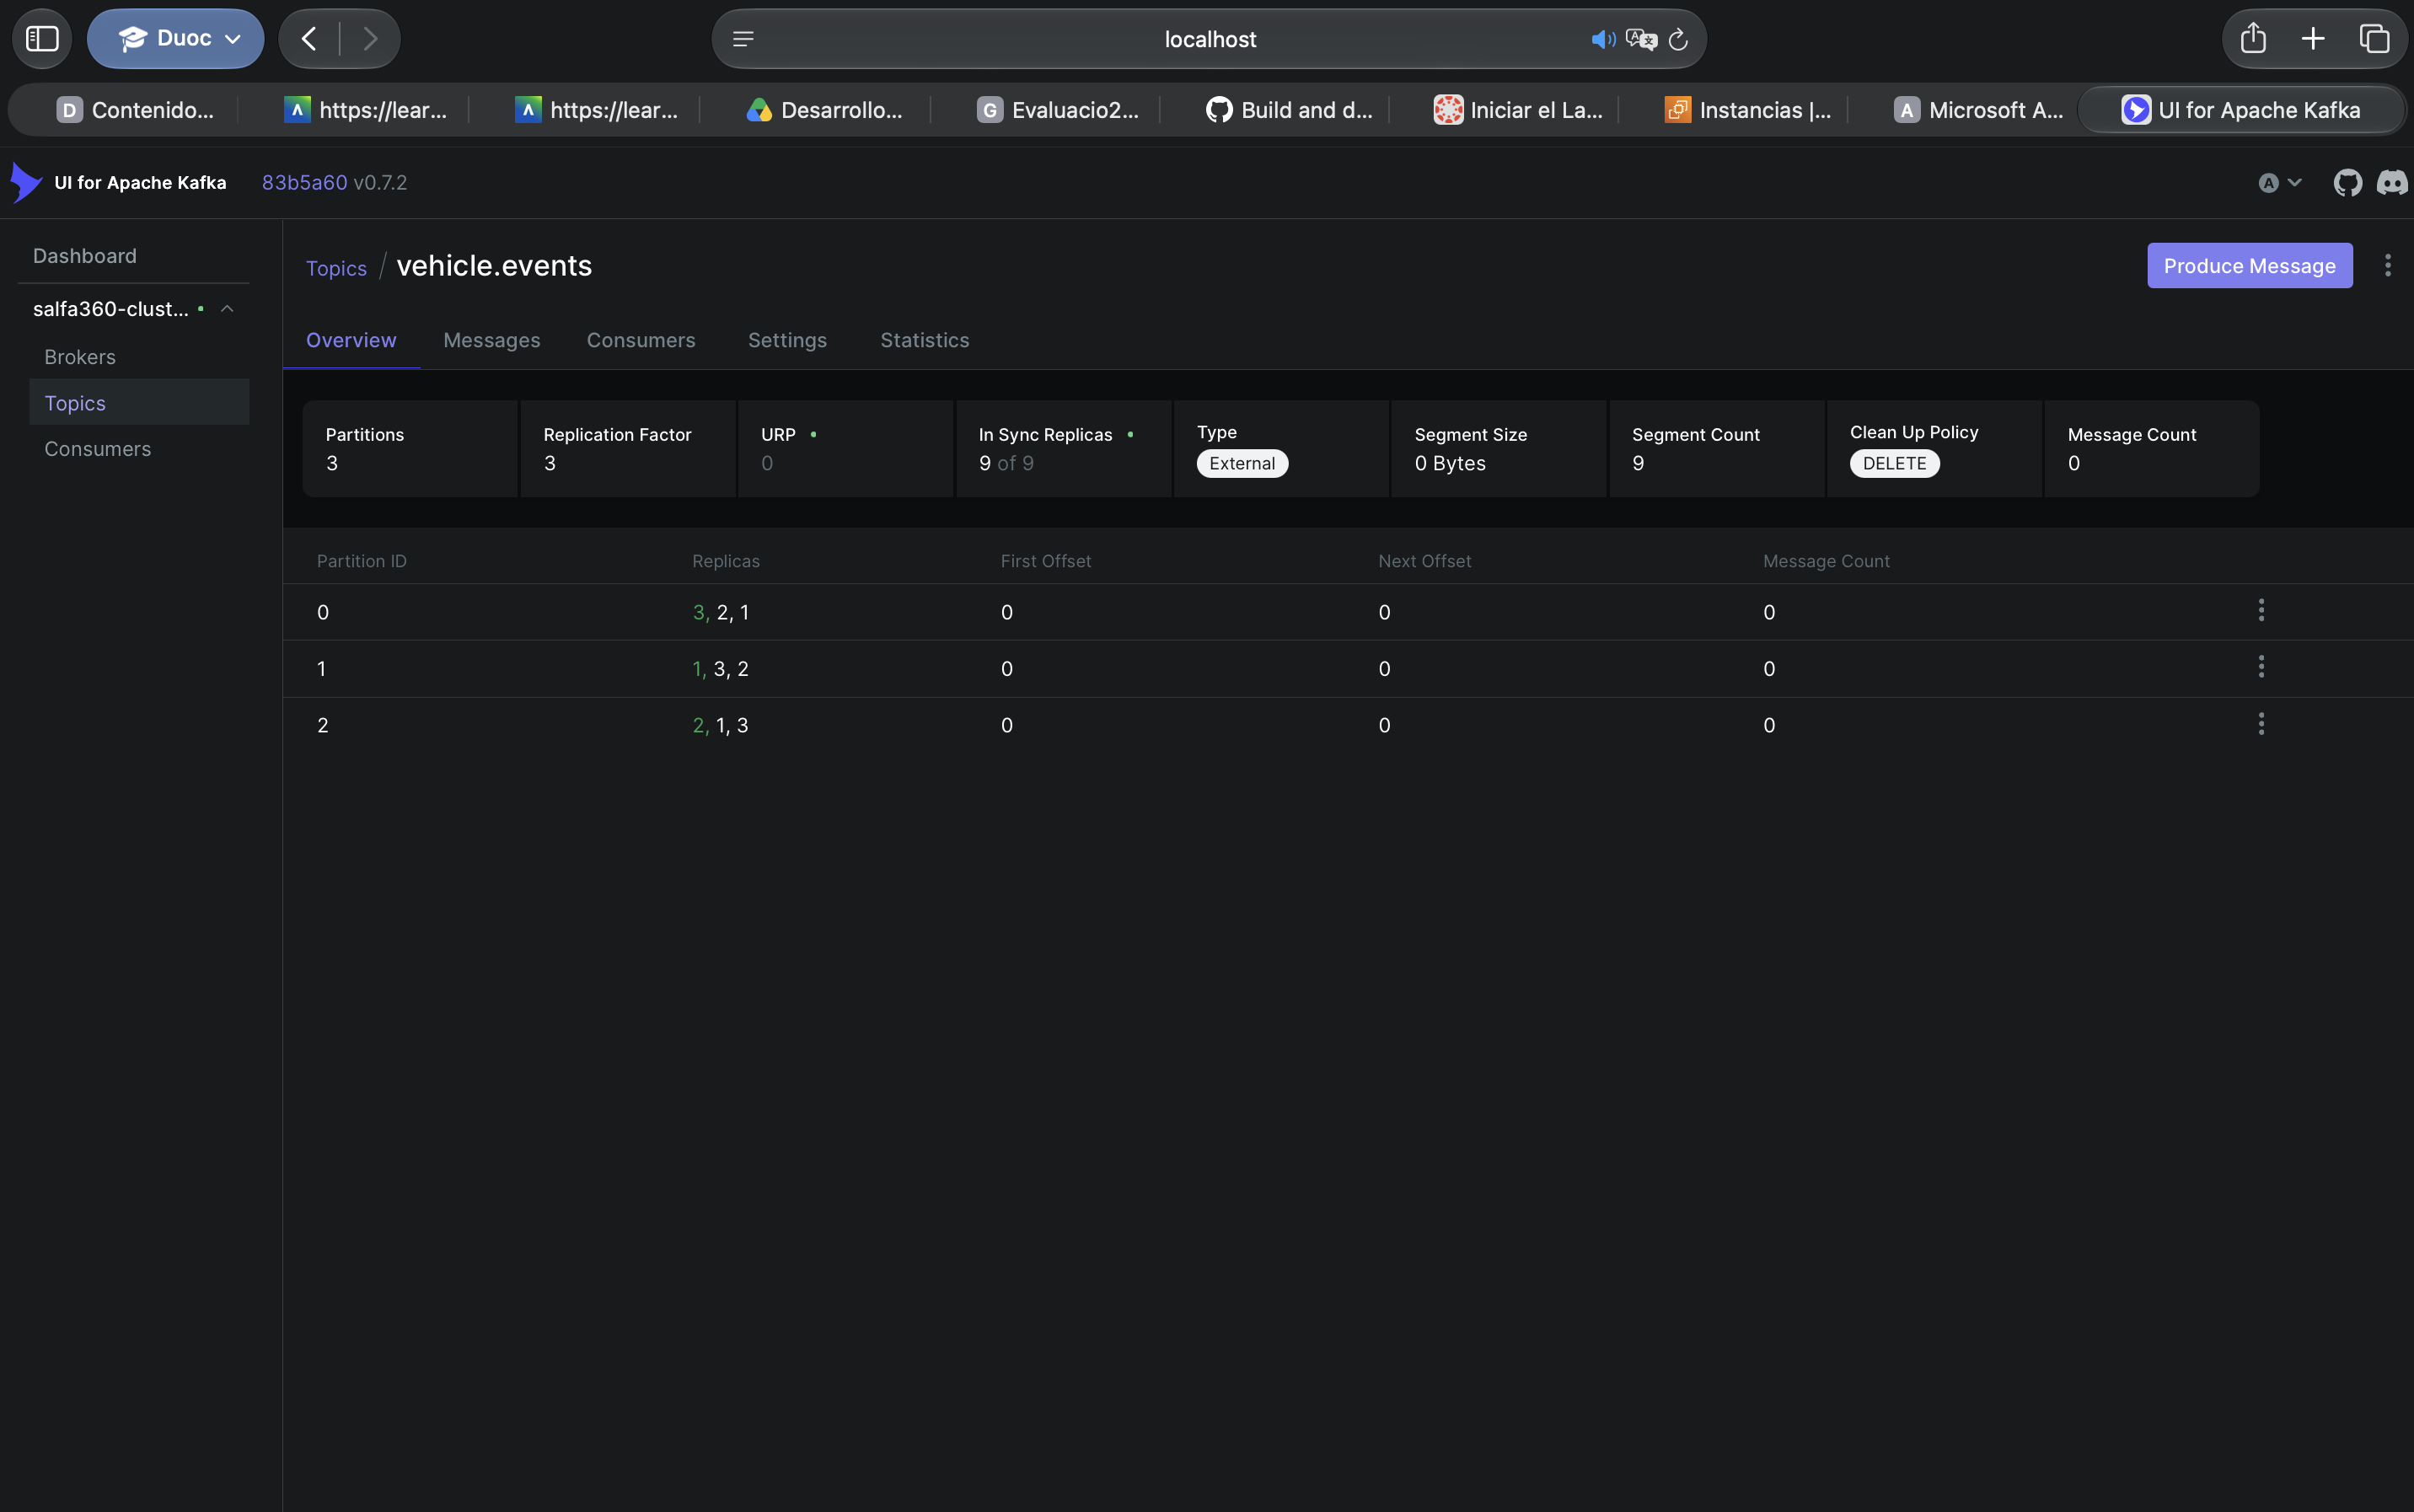 Duoc
localhost
D Contenido...
https://lear...
https://lear...
Desarrollo...
G Evaluacio2...
Build and d...
Iniciar el La...
Instancias |...
A Microsoft A...
UI for Apache Kafka
UI for Apache Kafka 83b5a60 v0.7.2
A
Dashboard
salfa360-clust...
Brokers
Topics
Consumers
Topics / vehicle.events
Produce Message
Overview Messages Consumers Settings Statistics
Partitions
3
Replication Factor
3
URP
0
In Sync Replicas
9 of 9
Type
External
Segment Size
0 Bytes
Segment Count
9
Clean Up Policy
DELETE
Message Count
0
Partition ID Replicas First Offset Next Offset Message Count
0 3, 2, 1 0 0 0
1 1, 3, 2 0 0 0
2 2, 1, 3 0 0 0